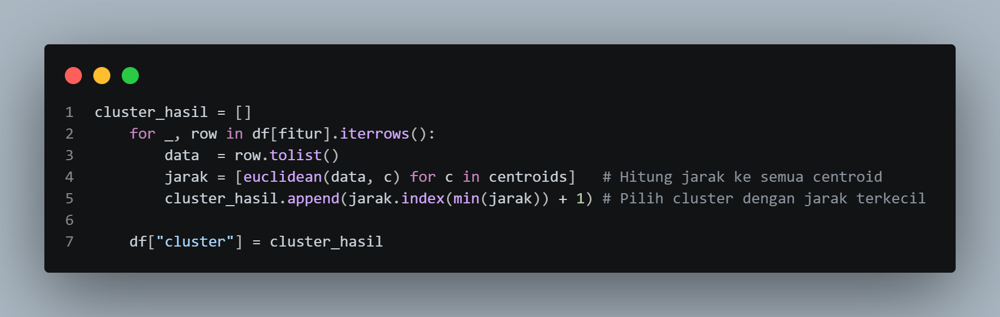 1 cluster_hasil = []
2     for _, row in df[fitur].iterrows():
3         data  = row.tolist()
4         jarak = [euclidean(data, c) for c in centroids]   # Hitung jarak ke semua centroid
5         cluster_hasil.append(jarak.index(min(jarak)) + 1) # Pilih cluster dengan jarak terkecil
6
7     df["cluster"] = cluster_hasil